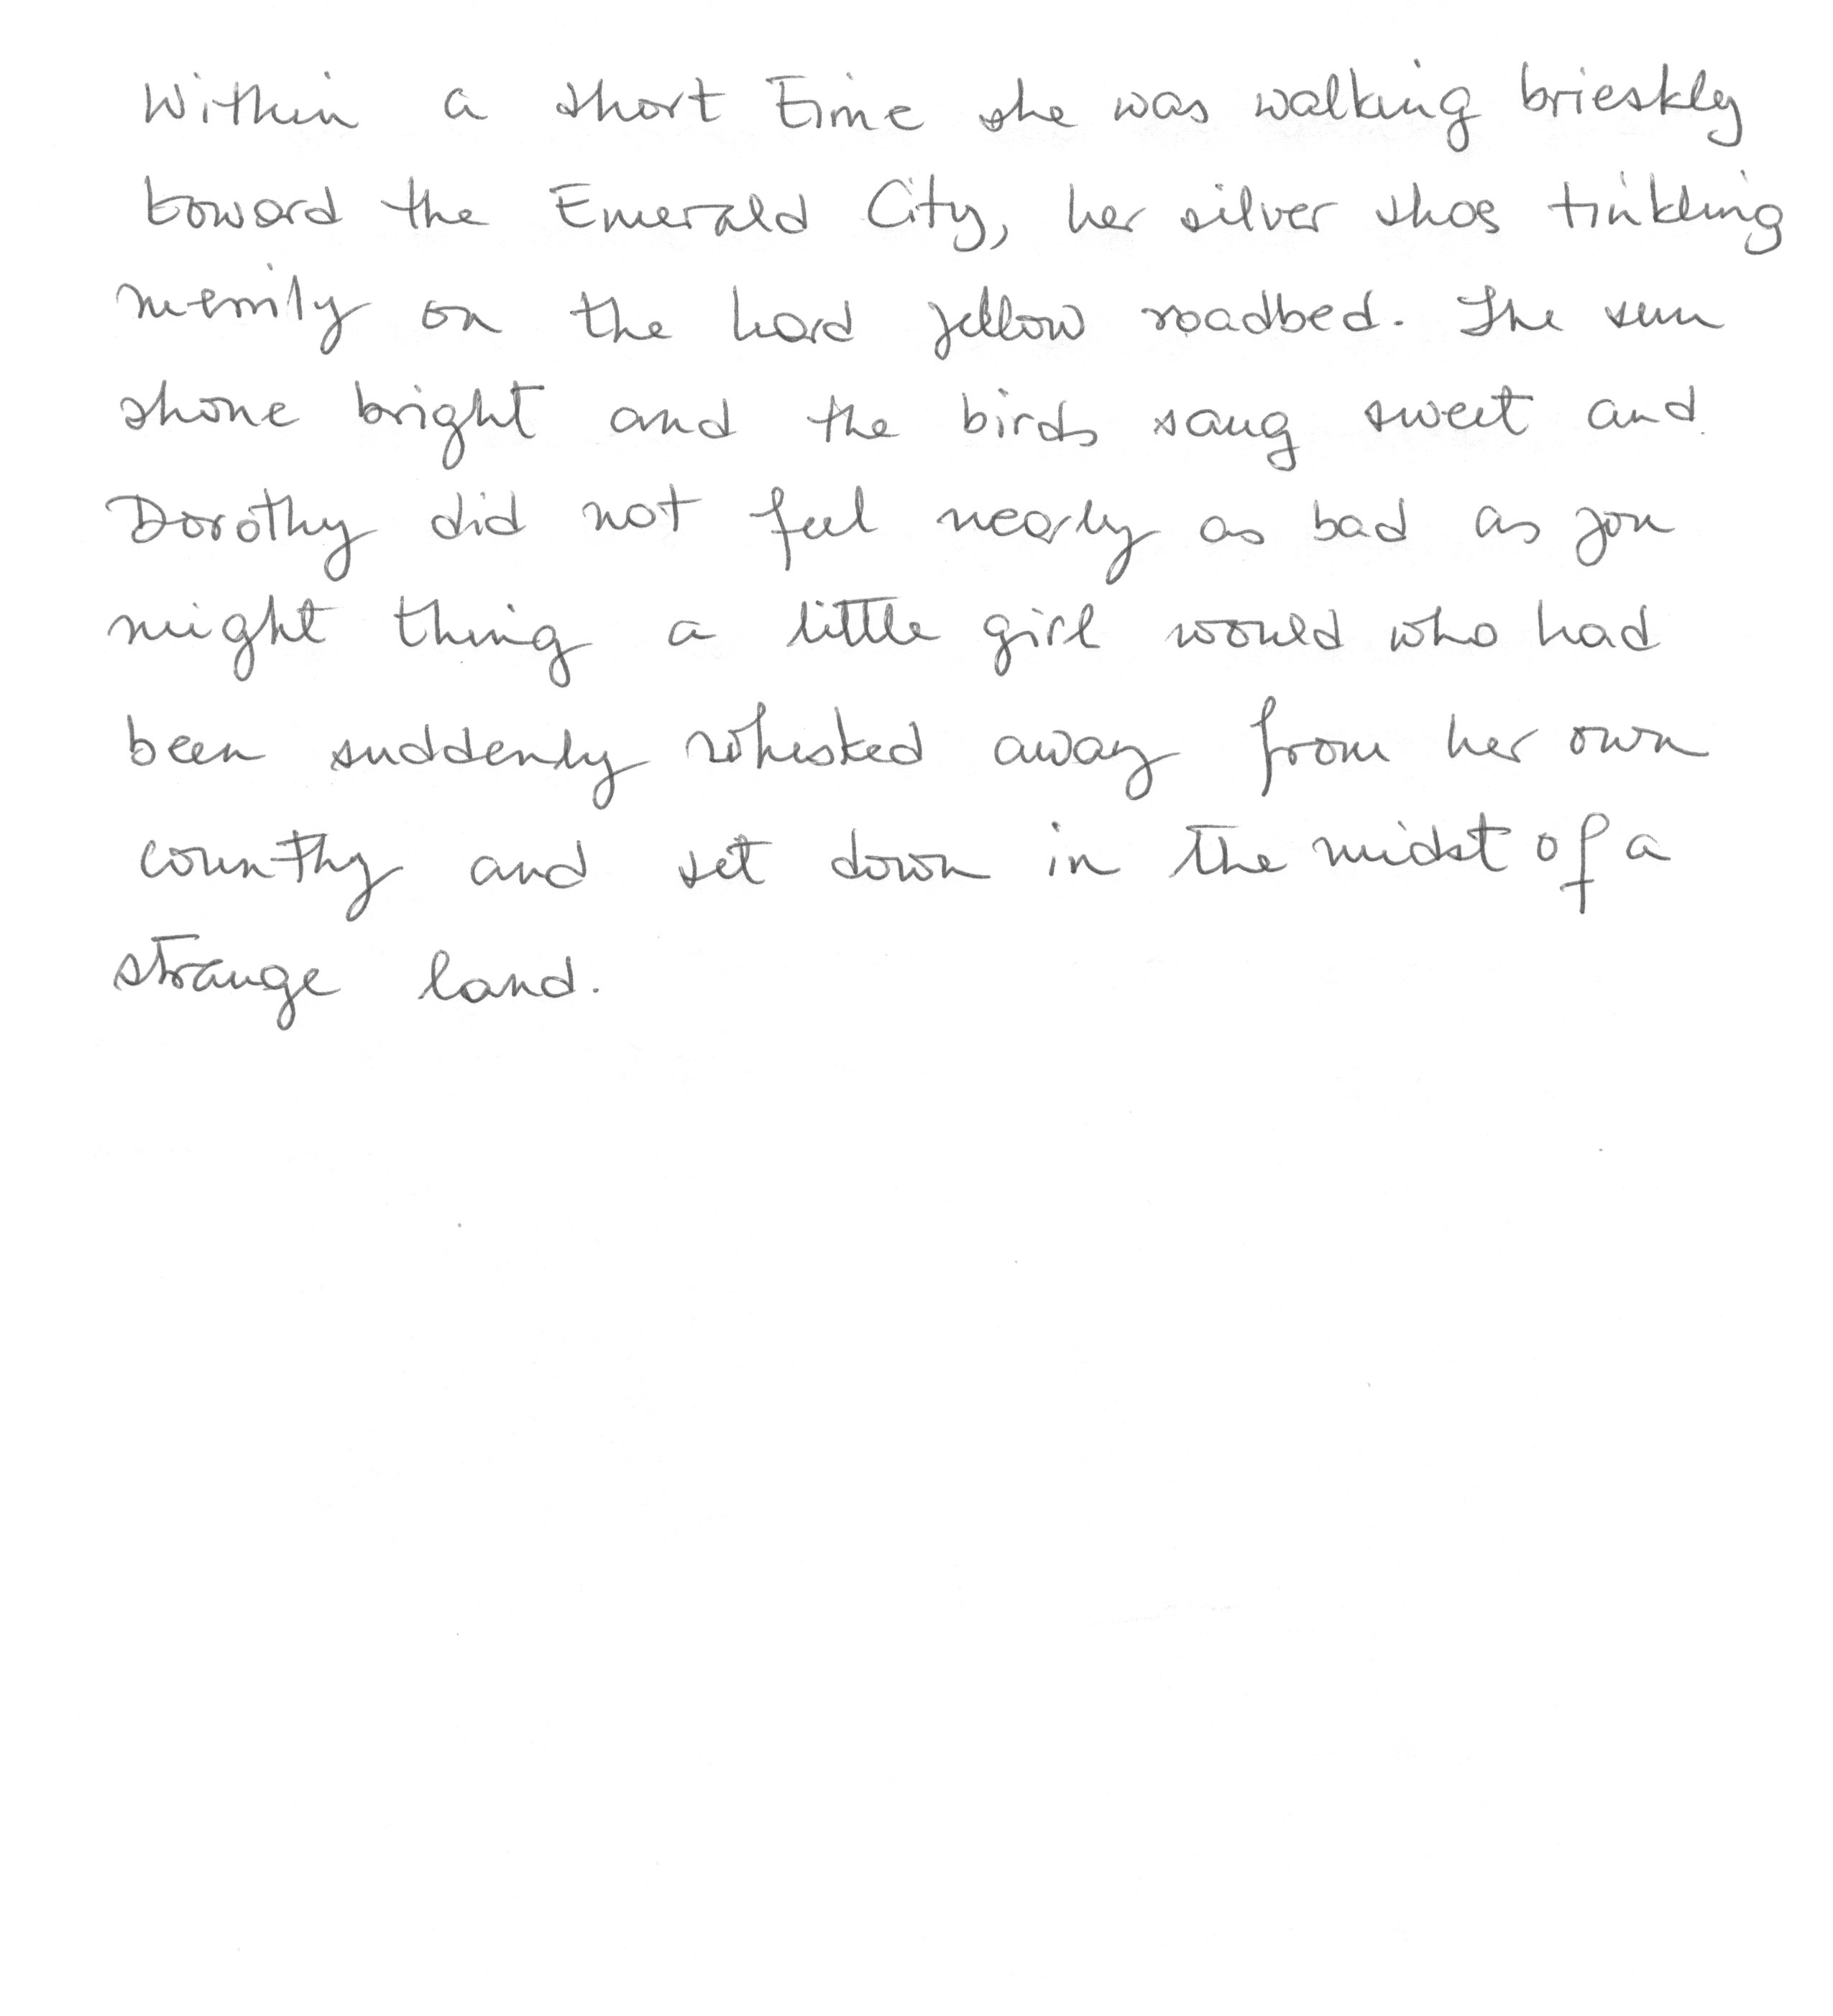 Within a short time she was walking brieskly
toward the Emerald City, her silver shos tinkling
merrily on the hard yellow roadbed. The sun
shone bright and the birds sang sweet and
Dorothy did not feel nearly as bad as you
might thing a little girl would who had
been suddenly whisked away from her own
counthy and set down in the midst of a
strange land.